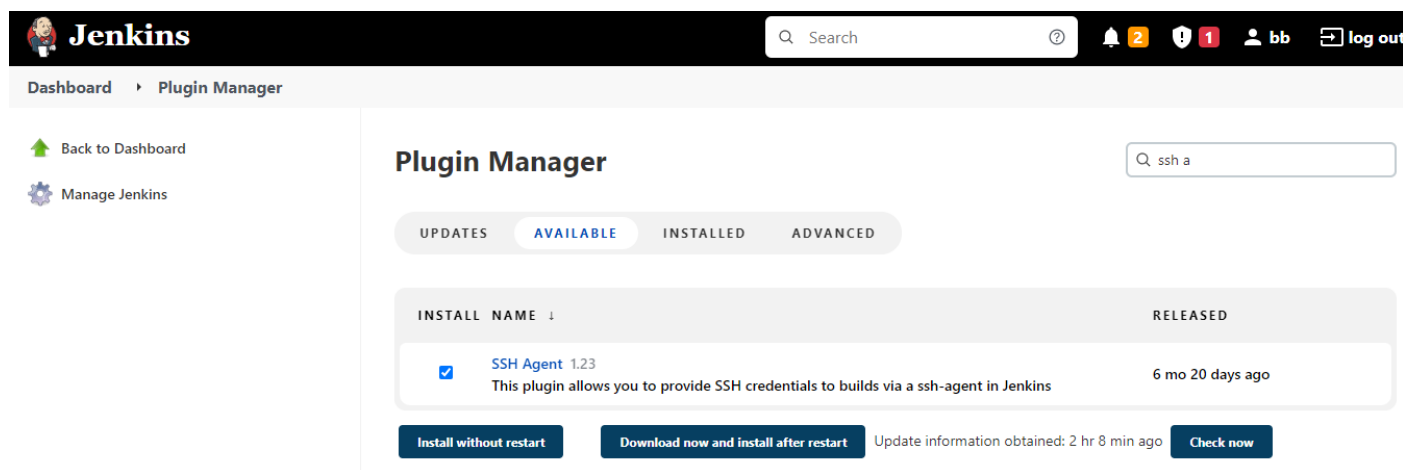 Jenkins
Search
2
1
bb
log out
Dashboard
Plugin Manager
Back to Dashboard
Manage Jenkins
Plugin Manager
ssh a
UPDATES AVAILABLE INSTALLED ADVANCED
INSTALL NAME ↓ RELEASED
SSH Agent 1.23
This plugin allows you to provide SSH credentials to builds via a ssh-agent in Jenkins
6 mo 20 days ago
Install without restart
Download now and install after restart
Update information obtained: 2 hr 8 min ago
Check now